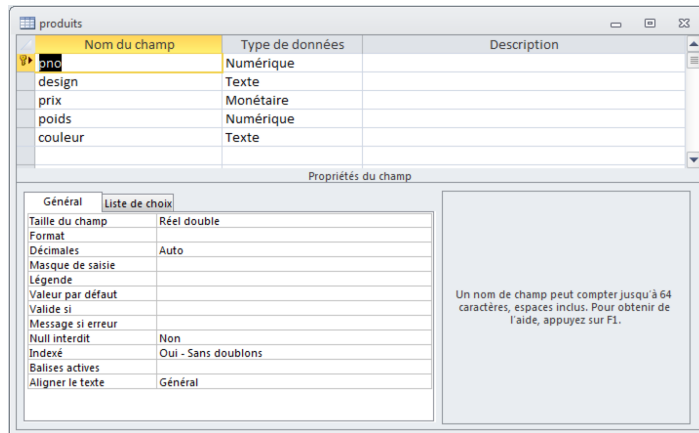 produits
Nom du champ Type de données Description
pno Numérique
design Texte
prix Monétaire
poids Numérique
couleur Texte
Propriétés du champ
Général Liste de choix
Taille du champ Réel double
Format
Décimales Auto
Masque de saisie
Légende
Valeur par défaut
Valide si
Message si erreur
Null interdit Non
Indexé Oui - Sans doublons
Balises actives
Aligner le texte Général
Un nom de champ peut compter jusqu'à 64
caractères, espaces inclus. Pour obtenir de
l'aide, appuyez sur F1.